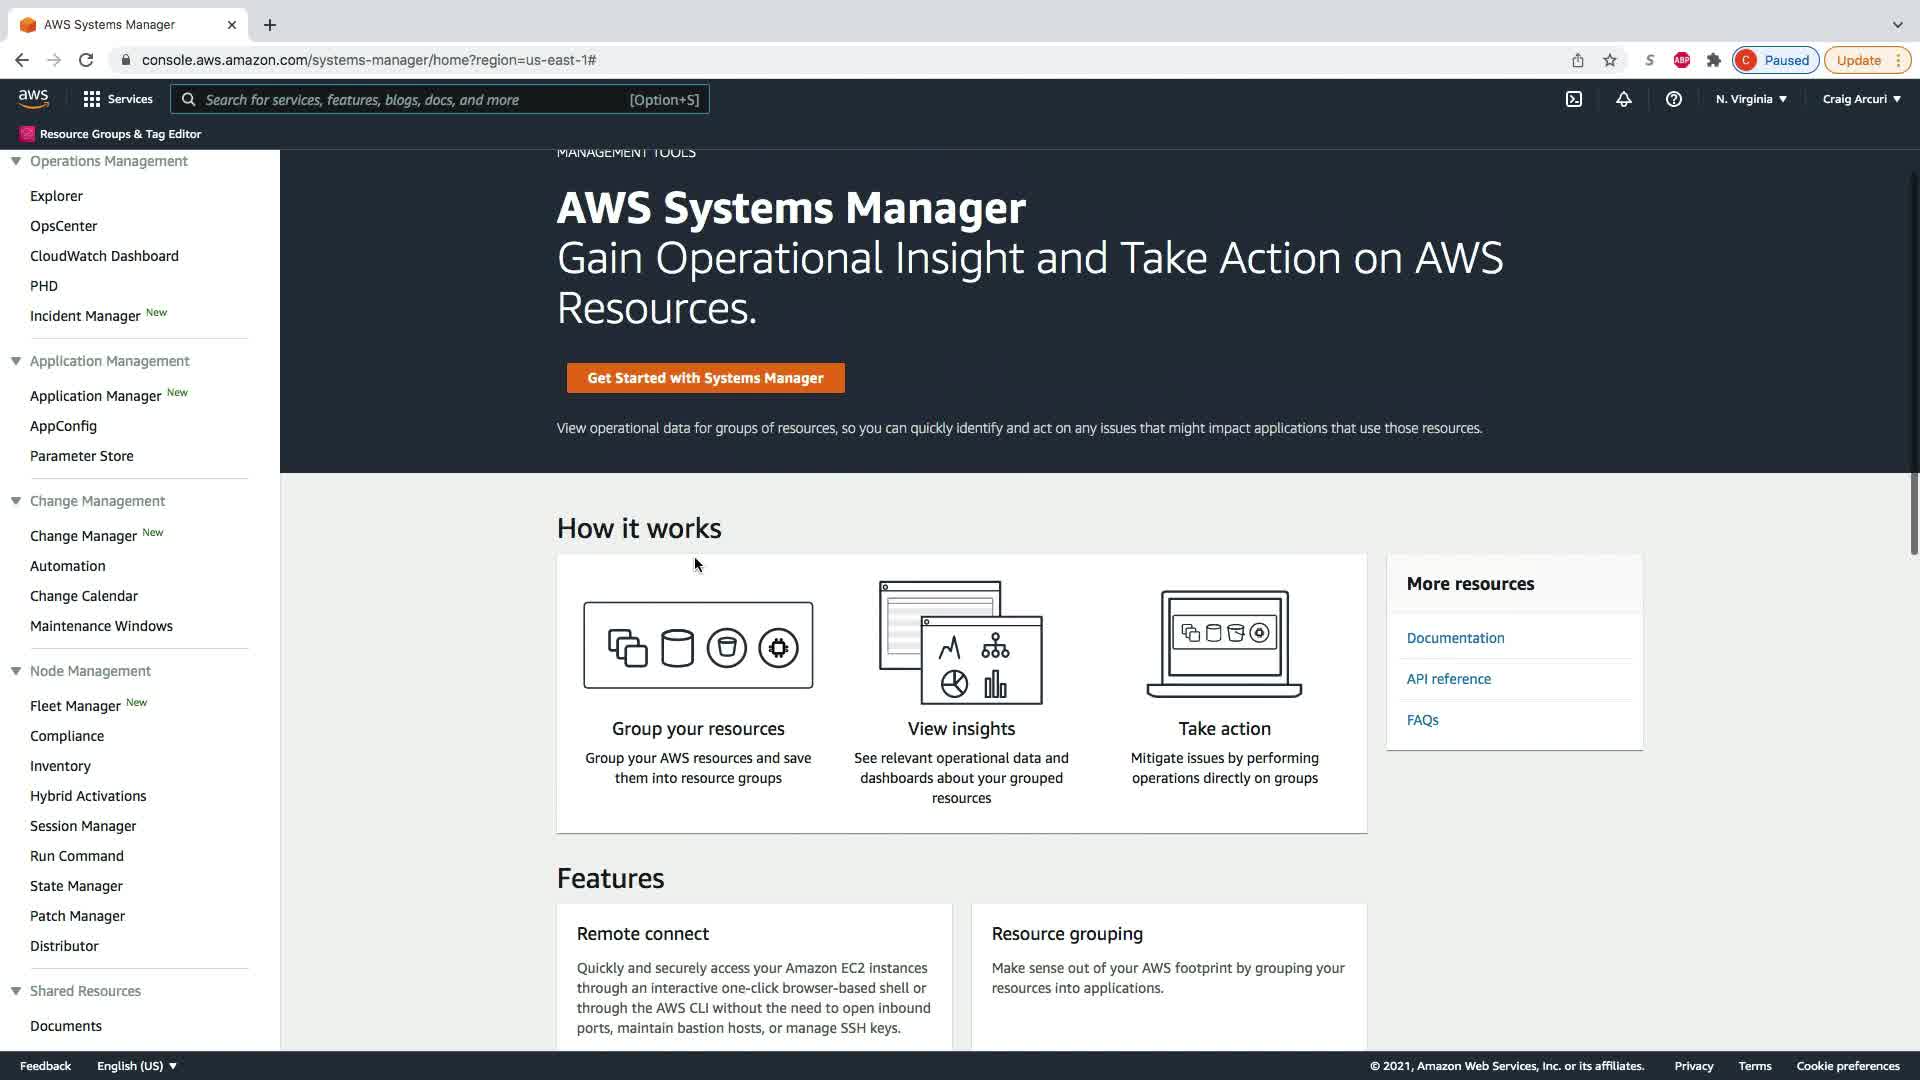 AWS Systems Manager
console.aws.amazon.com/systems-manager/home?region=us-east-1#
S
ABP
C Paused
Update
aws
Services
Search for services, features, blogs, docs, and more [Option+S]
N. Virginia
Craig Arcuri
Resource Groups & Tag Editor
Operations Management
Explorer
OpsCenter
CloudWatch Dashboard
PHD
Incident Manager New
Application Management
Application Manager New
AppConfig
Parameter Store
Change Management
Change Manager New
Automation
Change Calendar
Maintenance Windows
Node Management
Fleet Manager New
Compliance
Inventory
Hybrid Activations
Session Manager
Run Command
State Manager
Patch Manager
Distributor
Shared Resources
Documents
MANAGEMENT TOOLS
AWS Systems Manager
Gain Operational Insight and Take Action on AWS
Resources.
Get Started with Systems Manager
View operational data for groups of resources, so you can quickly identify and act on any issues that might impact applications that use those resources.
How it works
Group your resources
Group your AWS resources and save
them into resource groups
View insights
See relevant operational data and
dashboards about your grouped
resources
Take action
Mitigate issues by performing
operations directly on groups
More resources
Documentation
API reference
FAQs
Features
Remote connect
Quickly and securely access your Amazon EC2 instances
through an interactive one-click browser-based shell or
through the AWS CLI without the need to open inbound
ports, maintain bastion hosts, or manage SSH keys.
Resource grouping
Make sense out of your AWS footprint by grouping your
resources into applications.
Feedback
English (US)
© 2021, Amazon Web Services, Inc. or its affiliates.
Privacy
Terms
Cookie preferences